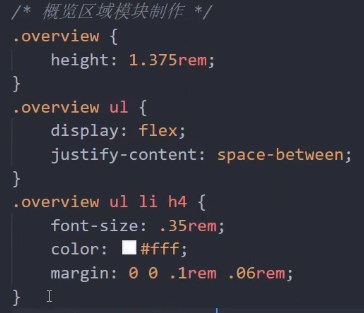 /* 概览区域模块制作 */
.overview {
    height: 1.375rem;
}
.overview ul {
    display: flex;
    justify-content: space-between;
}
.overview ul li h4 {
    font-size: .35rem;
    color: #fff;
    margin: 0 0 .1rem .06rem;
}